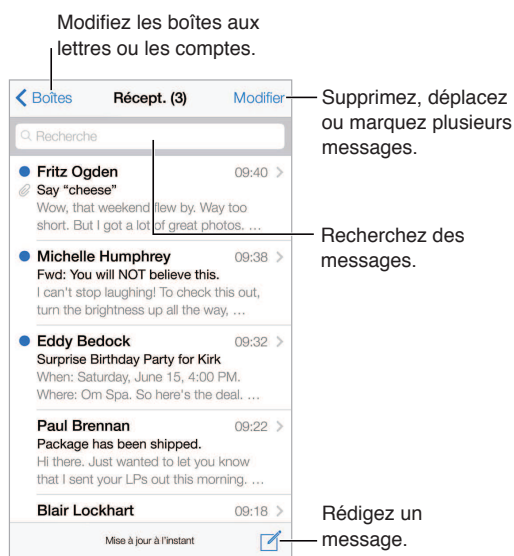 Modifiez les boîtes aux
lettres ou les comptes.
Boîtes Récept. (3) Modifier
Supprimez, déplacez
ou marquez plusieurs
messages.
Recherche
Fritz Ogden 09:40
Say “cheese”
Wow, that weekend flew by. Way too
short. But I got a lot of great photos. …
Recherchez des
messages.
Michelle Humphrey 09:38
Fwd: You will NOT believe this.
I can't stop laughing! To check this out,
turn the brightness up all the way, …
Eddy Bedock 09:32
Surprise Birthday Party for Kirk
When: Saturday, June 15, 4:00 PM.
Where: Om Spa. So here's the deal. …
Paul Brennan 09:22
Package has been shipped.
Hi there. Just wanted to let you know
that I sent your LPs out this morning. …
Blair Lockhart 09:18
Mise à jour à l'instant
Rédigez un
message.